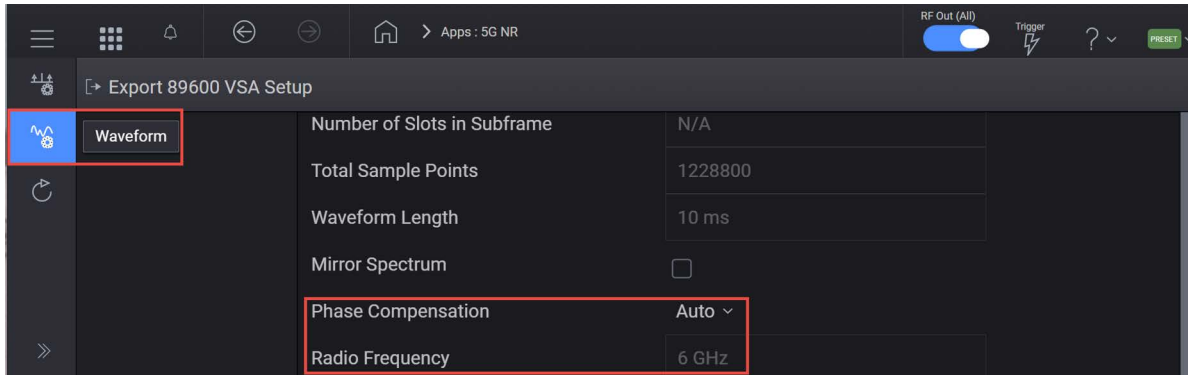 Apps : 5G NR
RF Out (All)
Trigger
?
PRESET
Export 89600 VSA Setup
Waveform
Number of Slots in Subframe N/A
Total Sample Points 1228800
Waveform Length 10 ms
Mirror Spectrum
Phase Compensation Auto
Radio Frequency 6 GHz